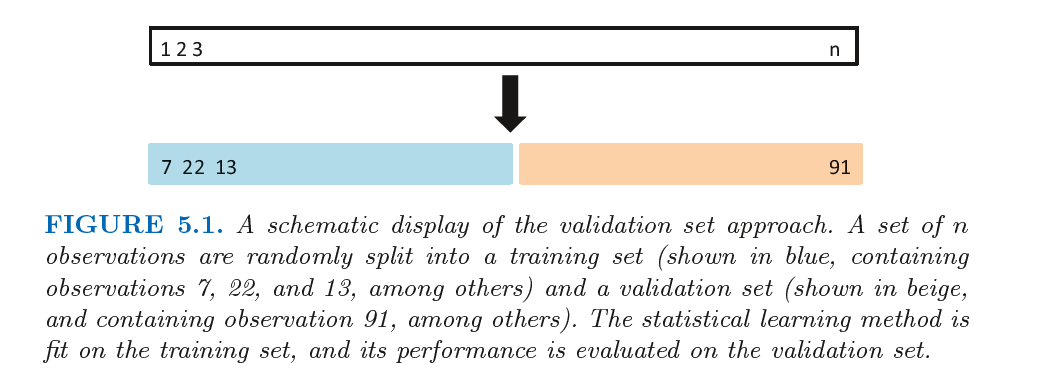 1 2 3 n
7 22 13 91
FIGURE 5.1. A schematic display of the validation set approach. A set of n
observations are randomly split into a training set (shown in blue, containing
observations 7, 22, and 13, among others) and a validation set (shown in beige,
and containing observation 91, among others). The statistical learning method is
fit on the training set, and its performance is evaluated on the validation set.